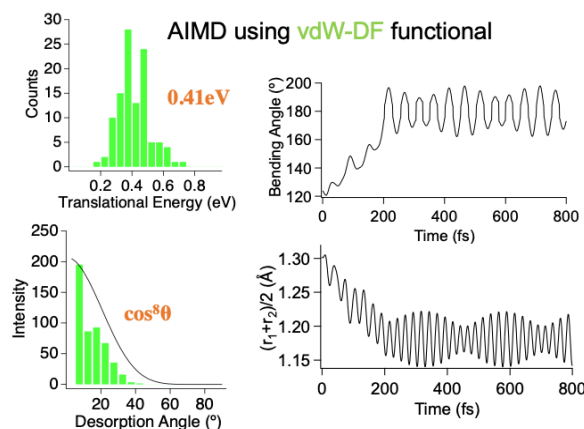 AIMD using vdW-DF functional
30
25
20
15
10
5
0
Counts
0.41eV
0.2 0.4 0.6 0.8
Translational Energy (eV)
200
180
160
140
120
Bending Angle (º)
0 200 400 600 800
Time (fs)
250
200
150
100
50
0
Intensity
cos⁸θ
20 40 60 80
Desorption Angle (º)
1.30
1.25
1.20
1.15
(r₁+r₂)/2 (Å)
0 200 400 600 800
Time (fs)